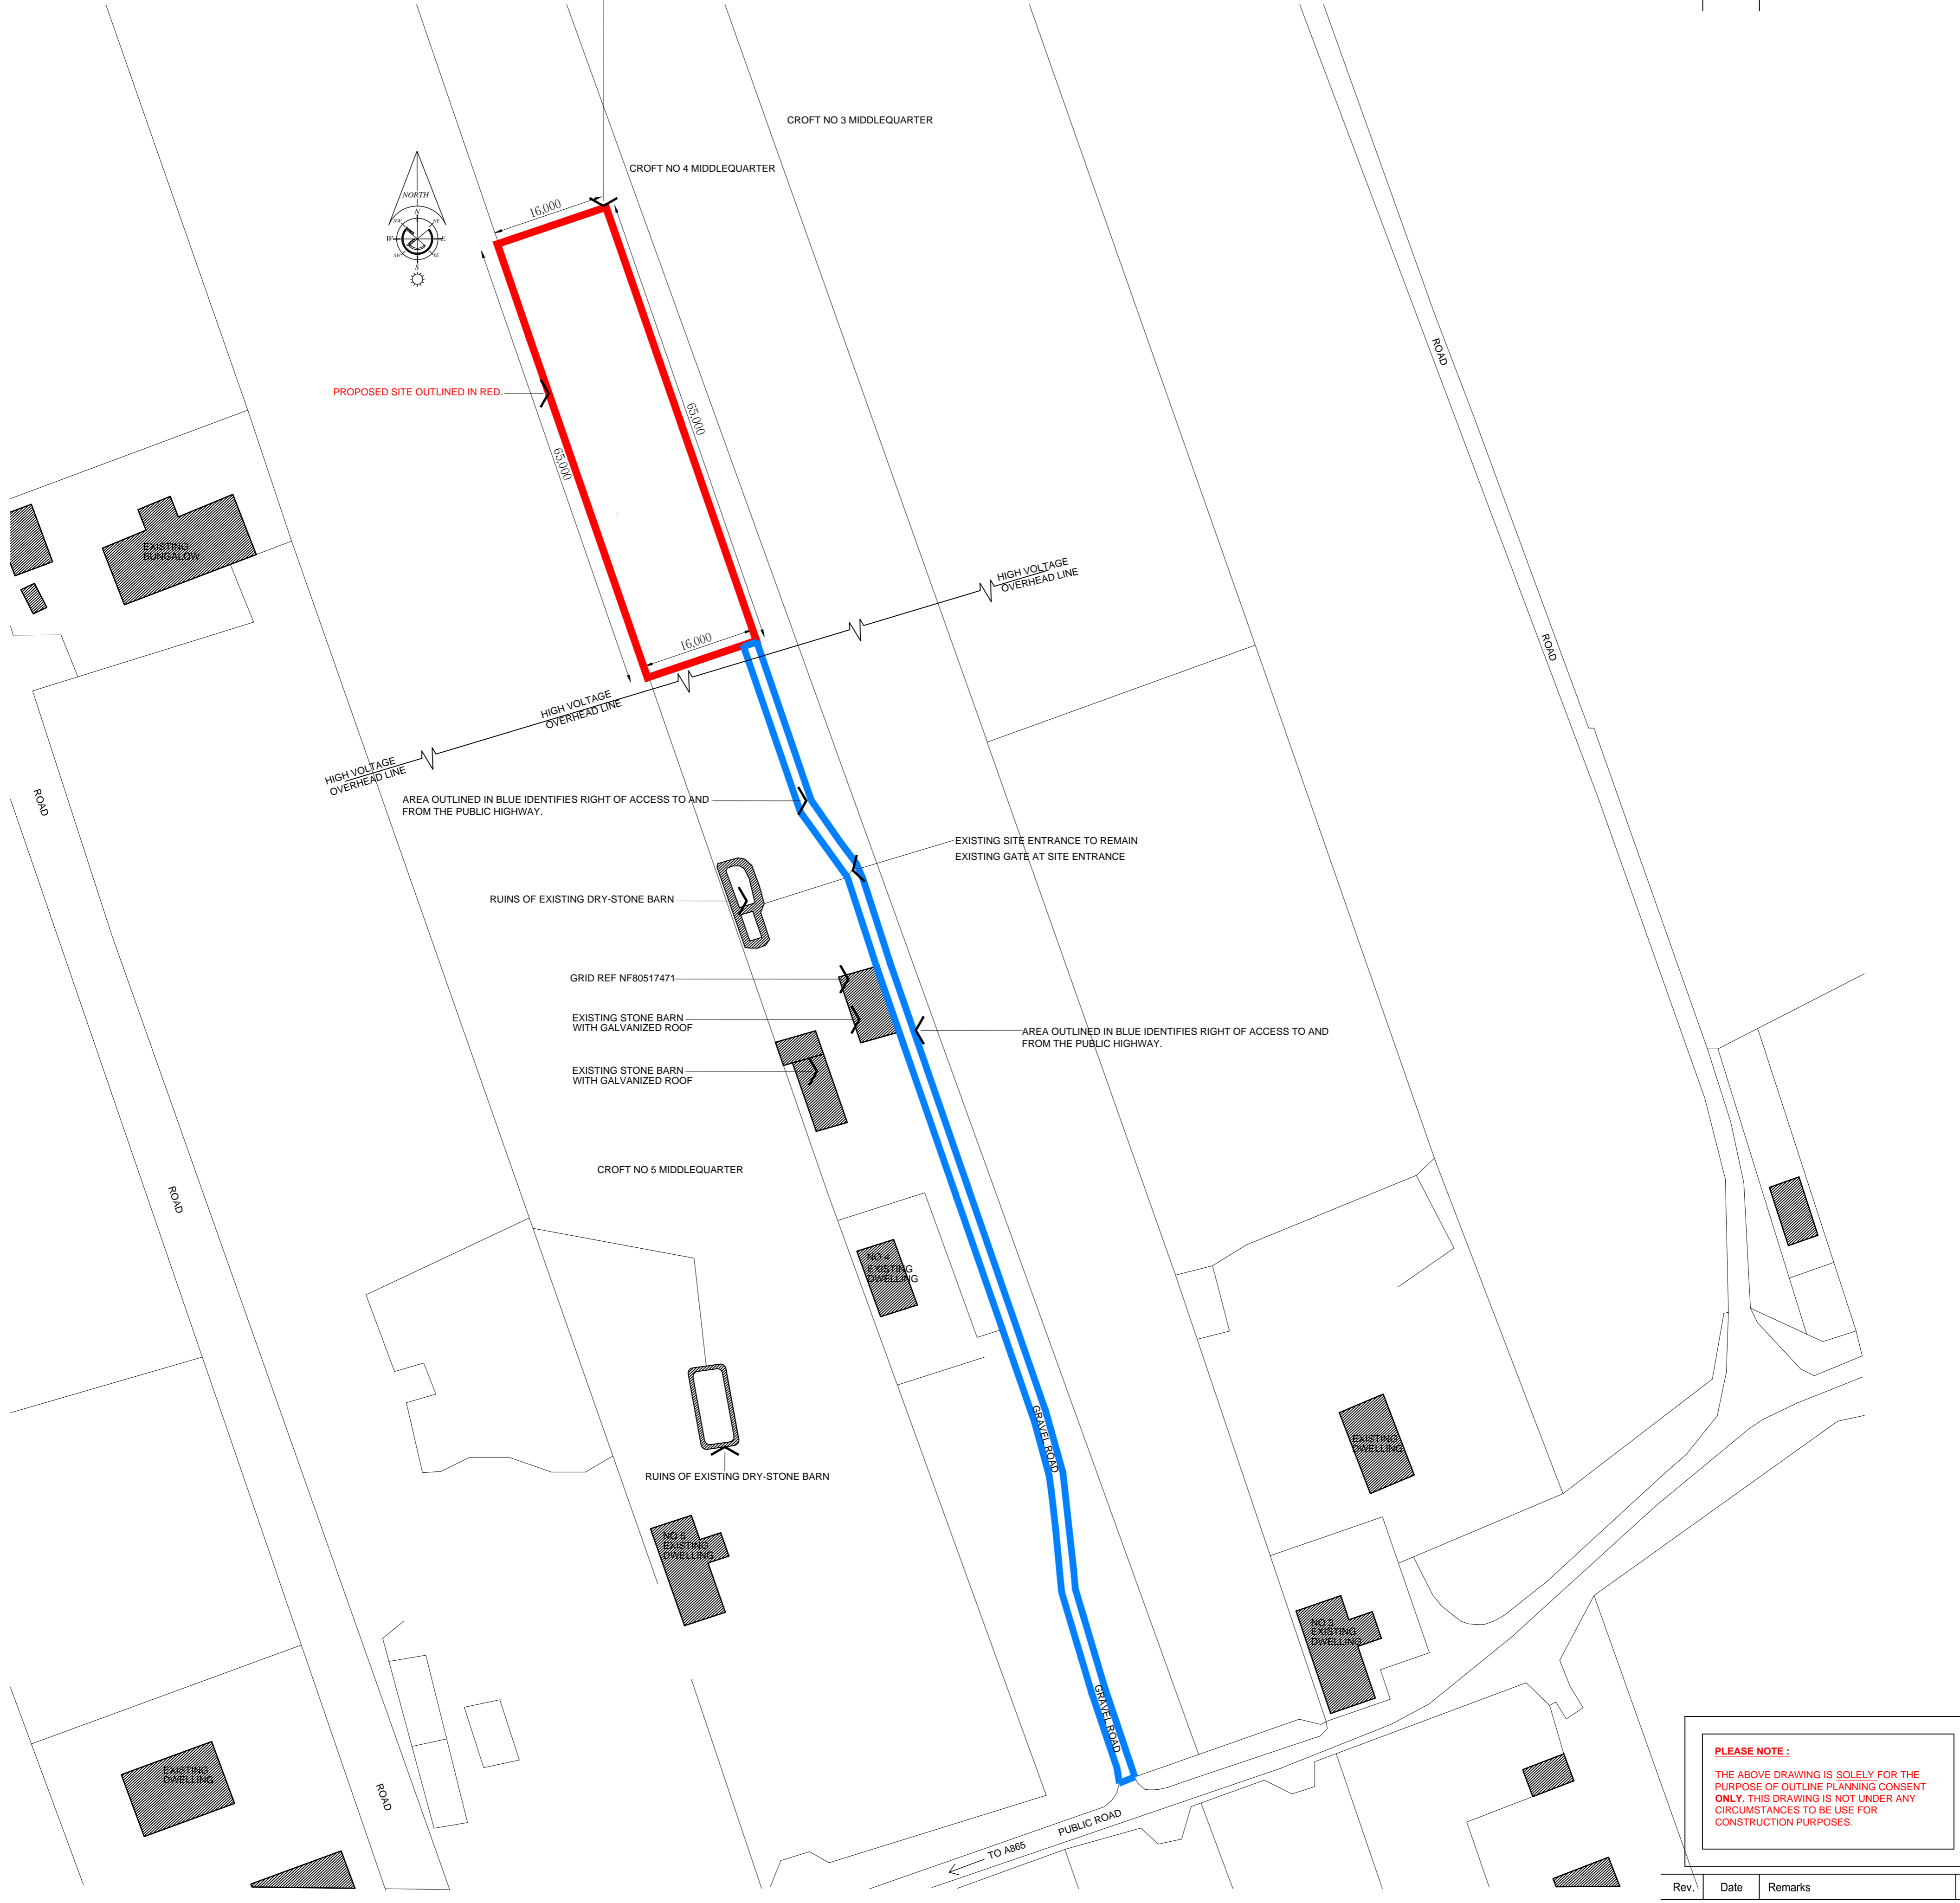 CROFT NO 3 MIDDLEQUARTER
CROFT NO 4 MIDDLEQUARTER
NORTH
N
NW
NE
W
E
SW
SE
S
16,000
PROPOSED SITE OUTLINED IN RED.
65,000
65,000
ROAD
EXISTING
BUNGALOW
HIGH VOLTAGE
OVERHEAD LINE
16,000
ROAD
HIGH VOLTAGE
OVERHEAD LINE
HIGH VOLTAGE
OVERHEAD LINE
ROAD
AREA OUTLINED IN BLUE IDENTIFIES RIGHT OF ACCESS TO AND
FROM THE PUBLIC HIGHWAY.
EXISTING SITE ENTRANCE TO REMAIN
EXISTING GATE AT SITE ENTRANCE
RUINS OF EXISTING DRY-STONE BARN
GRID REF NF80517471
EXISTING STONE BARN
WITH GALVANIZED ROOF
AREA OUTLINED IN BLUE IDENTIFIES RIGHT OF ACCESS TO AND
FROM THE PUBLIC HIGHWAY.
EXISTING STONE BARN
WITH GALVANIZED ROOF
CROFT NO 5 MIDDLEQUARTER
ROAD
NO 4
EXISTING
DWELLING
GRAVEL ROAD
EXISTING
DWELLING
RUINS OF EXISTING DRY-STONE BARN
NO 5
EXISTING
DWELLING
NO 3
EXISTING
DWELLING
GRAVEL ROAD
EXISTING
DWELLING
ROAD
PUBLIC ROAD
TO A865
PLEASE NOTE :
THE ABOVE DRAWING IS SOLELY FOR THE
PURPOSE OF OUTLINE PLANNING CONSENT
ONLY. THIS DRAWING IS NOT UNDER ANY
CIRCUMSTANCES TO BE USE FOR
CONSTRUCTION PURPOSES.
Rev. Date Remarks